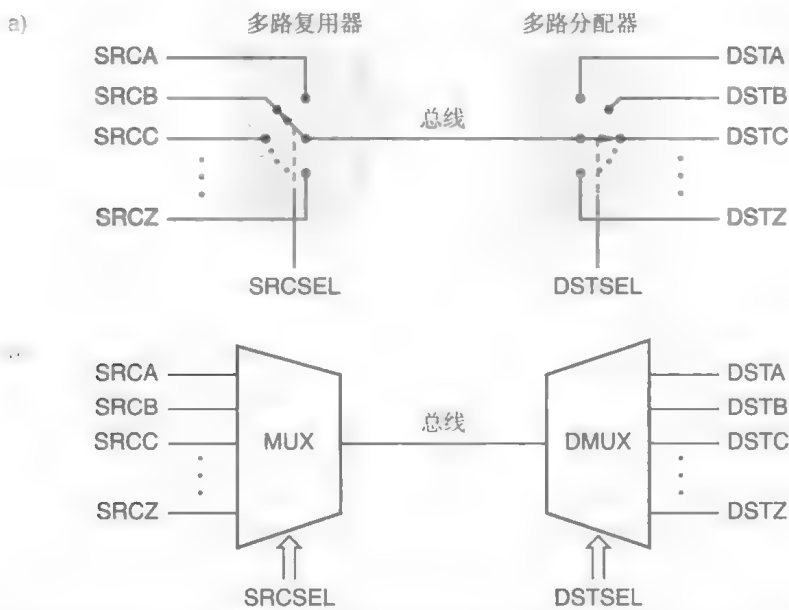 a)
多路复用器 多路分配器
SRCA DSTA
SRCB DSTB
总线
SRCC DSTC
SRCZ DSTZ
SRCSEL DSTSEL
SRCA DSTA
SRCB DSTB
总线
SRCC MUX DMUX DSTC
SRCZ DSTZ
SRCSEL DSTSEL